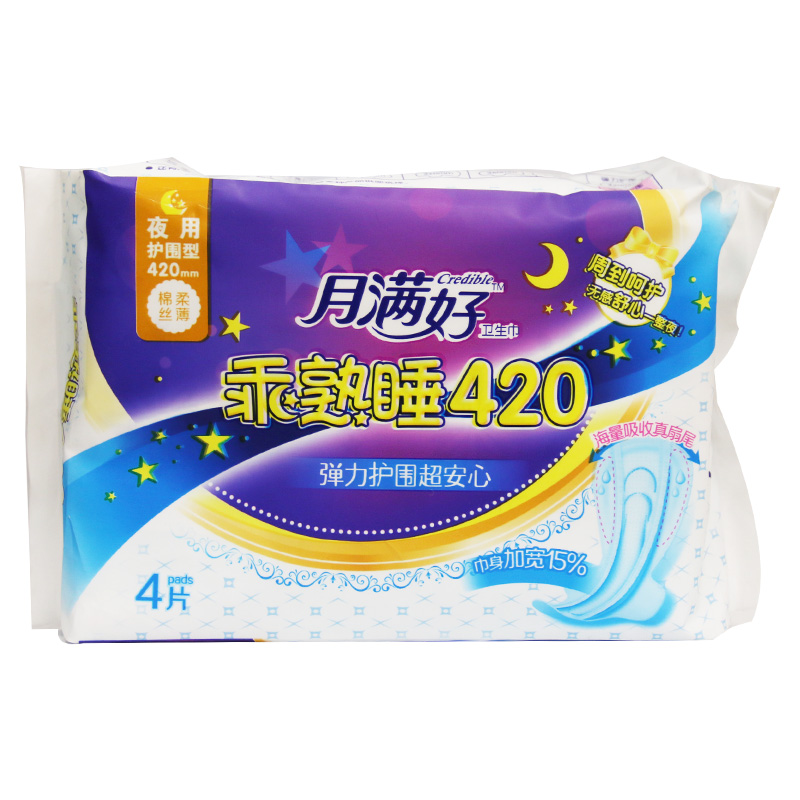 夜用
护围型
420mm
棉柔
丝薄
Credible™
月满好
卫生巾
乖熟睡420
弹力护围超安心
周到呵护
无感舒心一整夜!
海量吸收真扇尾
巾身加宽15%
pads
4片